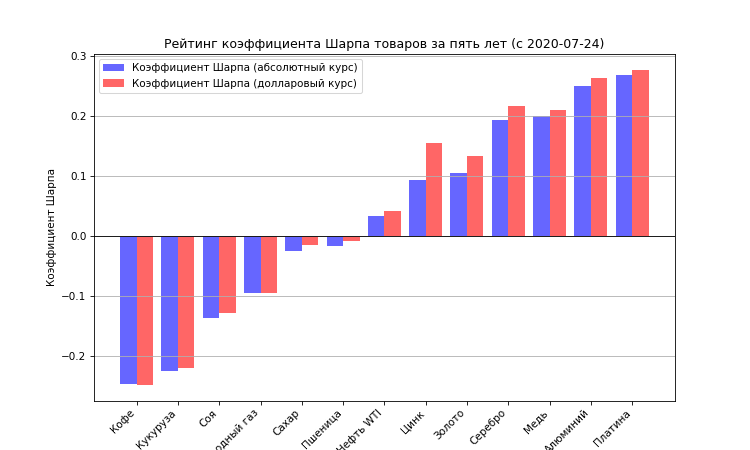 Рейтинг коэффициента Шарпа товаров за пять лет (с 2020-07-24)
Коэффициент Шарпа (абсолютный курс)
Коэффициент Шарпа (долларовый курс)
Коэффициент Шарпа
0.3
0.2
0.1
0.0
−0.1
−0.2
Кофе
Кукуруза
Соя
одный газ
Сахар
Пшеница
Нефть WTI
Цинк
Золото
Серебро
Медь
Алюминий
Платина